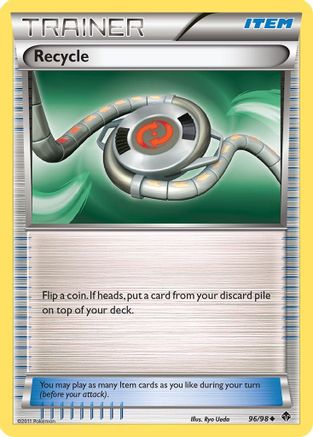 TRAINER ITEM
Recycle
Flip a coin. If heads, put a card from your discard pile
on top of your deck.
You may play as many Item cards as you like during your turn
(before your attack).
©2011 Pokémon Illus. Ryo Ueda 96/98